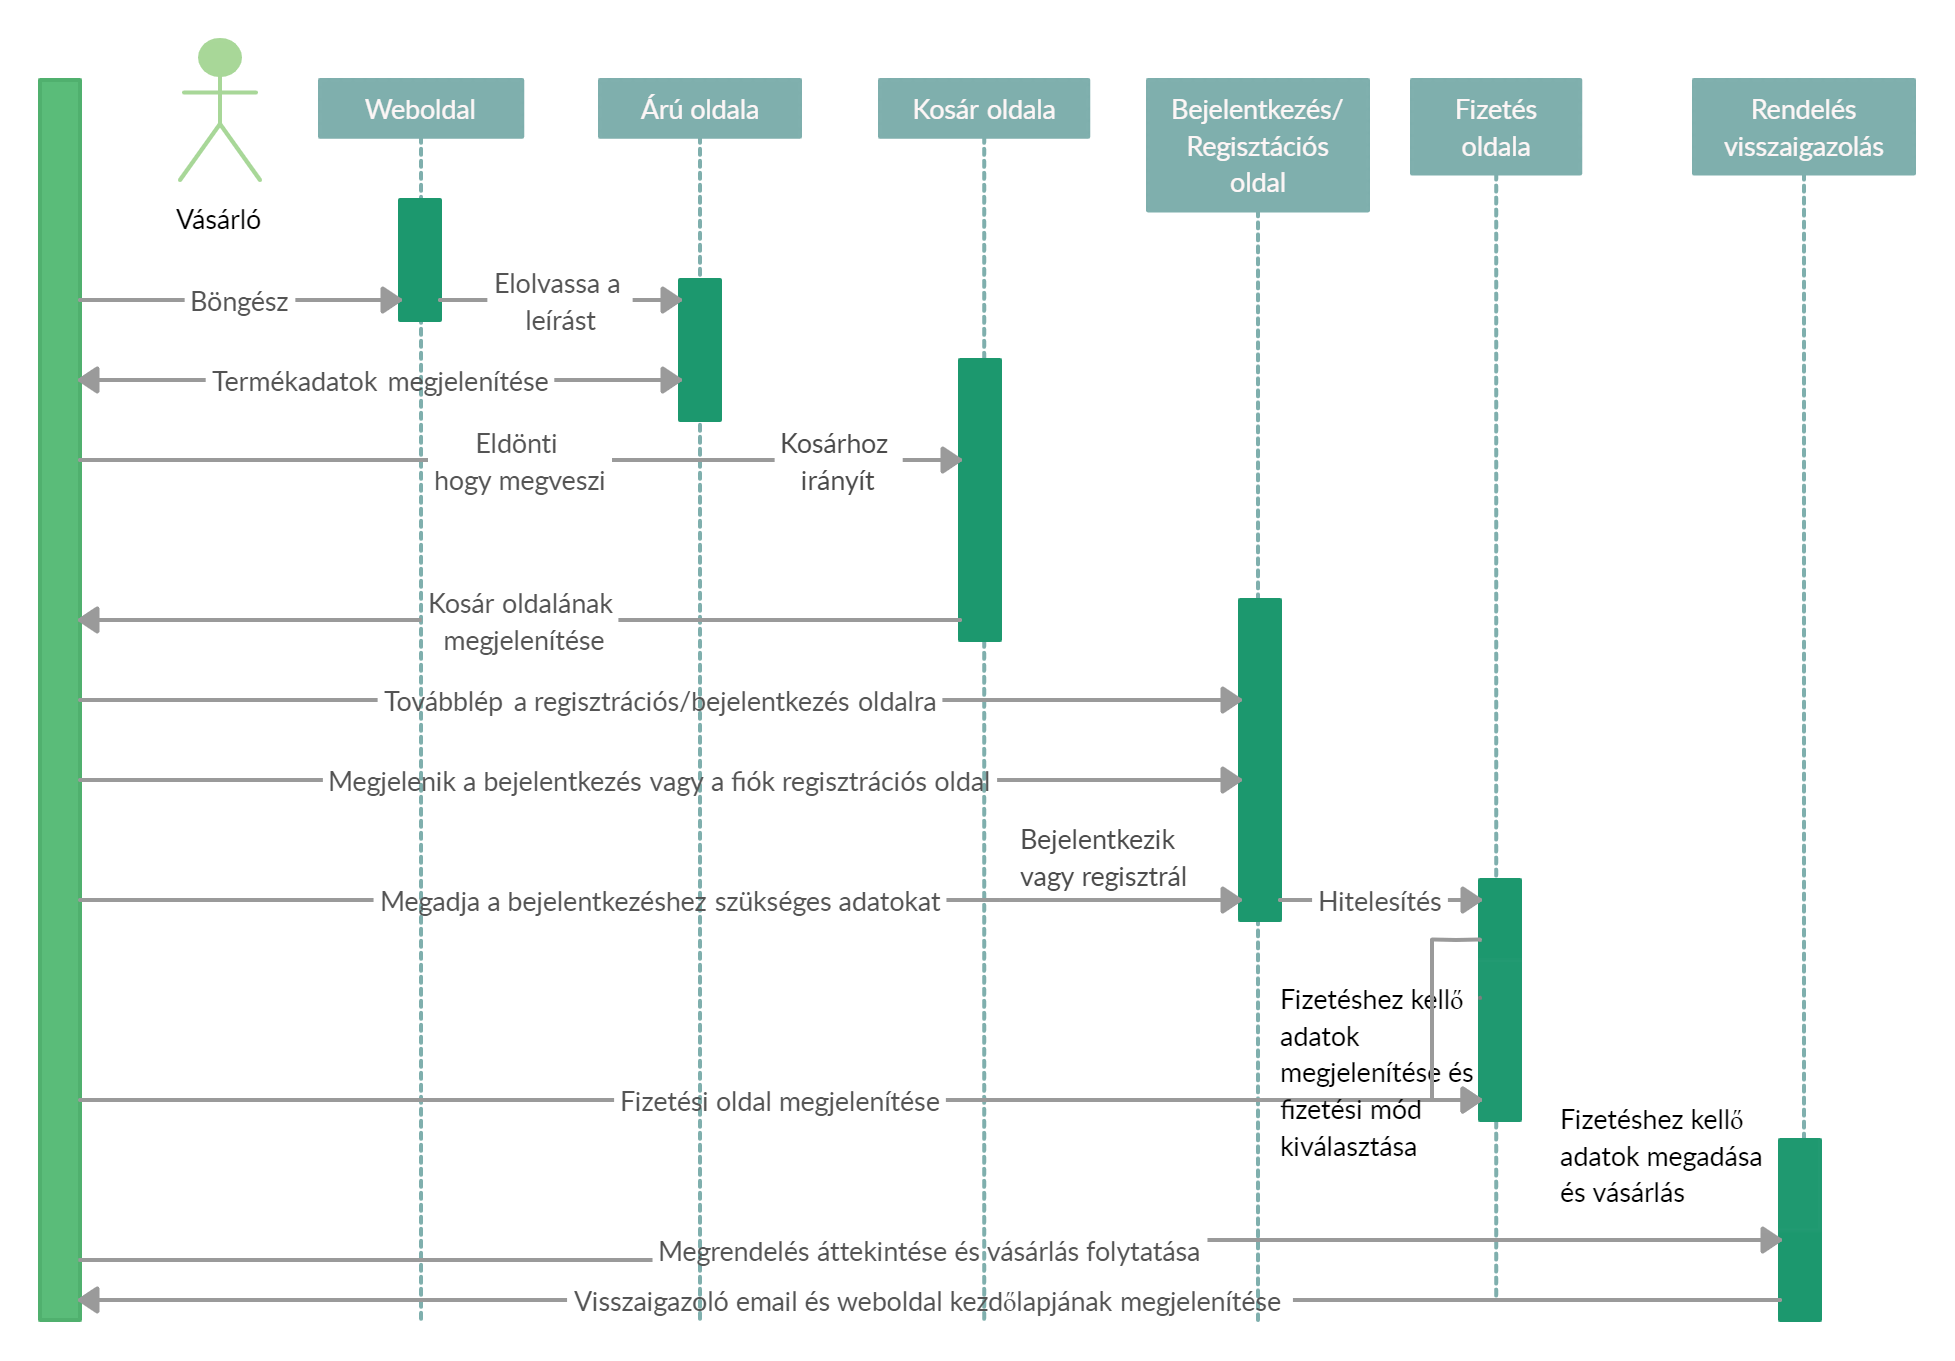 Weboldal
Árú oldala
Kosár oldala
Bejelentkezés/
Regisztációs
oldal
Fizetés
oldala
Rendelés
visszaigazolás
Vásárló
Böngész
Elolvassa a
leírást
Termékadatok megjelenítése
Eldönti
hogy megveszi
Kosárhoz
irányít
Kosár oldalának
megjelenítése
Továbblép a regisztrációs/bejelentkezés oldalra
Megjelenik a bejelentkezés vagy a fiók regisztrációs oldal
Bejelentkezik
vagy regisztrál
Megadja a bejelentkezéshez szükséges adatokat
Hitelesítés
Fizetéshez kellő
adatok
megjelenítése és
fizetési mód
kiválasztása
Fizetési oldal megjelenítése
Fizetéshez kellő
adatok megadása
és vásárlás
Megrendelés áttekintése és vásárlás folytatása
Visszaigazoló email és weboldal kezdőlapjának megjelenítése